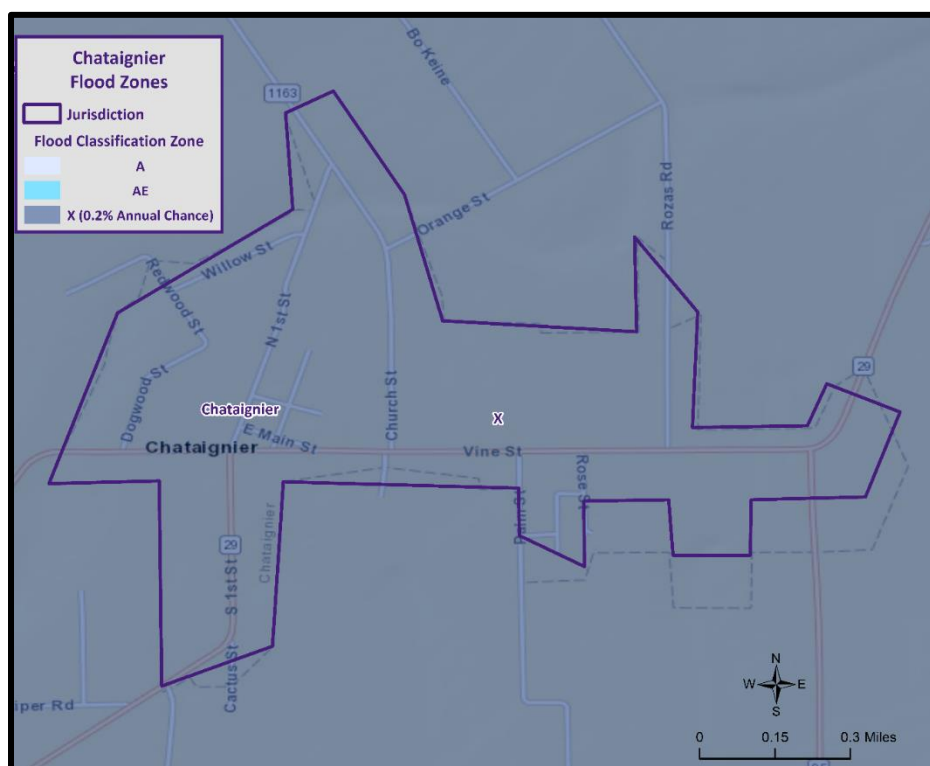 Chataignier
Flood Zones
Jurisdiction
Flood Classification Zone
A
AE
X (0.2% Annual Chance)
1163
Bo Keine
Orange St
Rozas Rd
Willow St
Redwood St
N 1st St
Dogwood St
Church St
29
Chataignier
X
E Main St
Chataignier
Vine St
Rose St
Palm St
Chataignier
29
S 1st St
Cactus St
iper Rd
N
W E
S
0 0.15 0.3 Miles